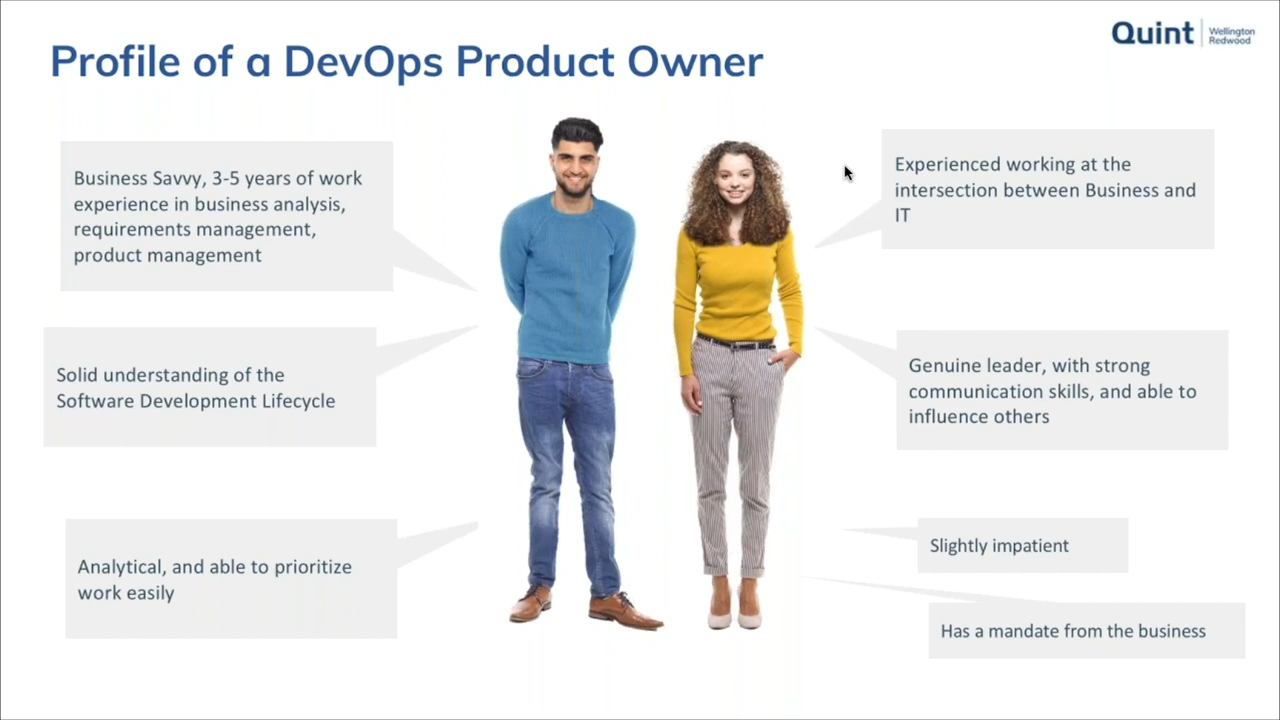 Quint Wellington
Redwood
Profile of a DevOps Product Owner
Business Savvy, 3-5 years of work
experience in business analysis,
requirements management,
product management
Solid understanding of the
Software Development Lifecycle
Analytical, and able to prioritize
work easily
Experienced working at the
intersection between Business and
IT
Genuine leader, with strong
communication skills, and able to
influence others
Slightly impatient
Has a mandate from the business